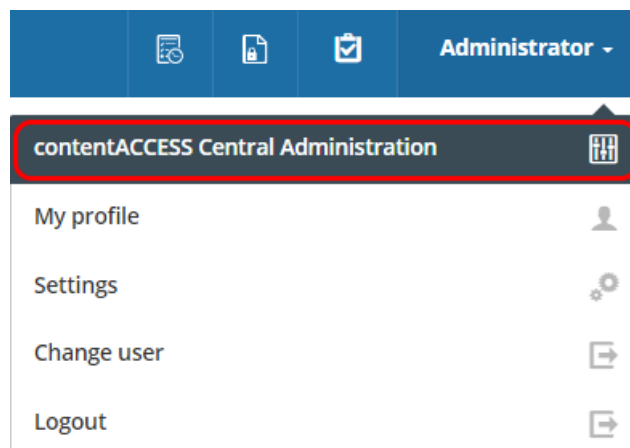 Administrator
contentACCESS Central Administration
My profile
Settings
Change user
Logout